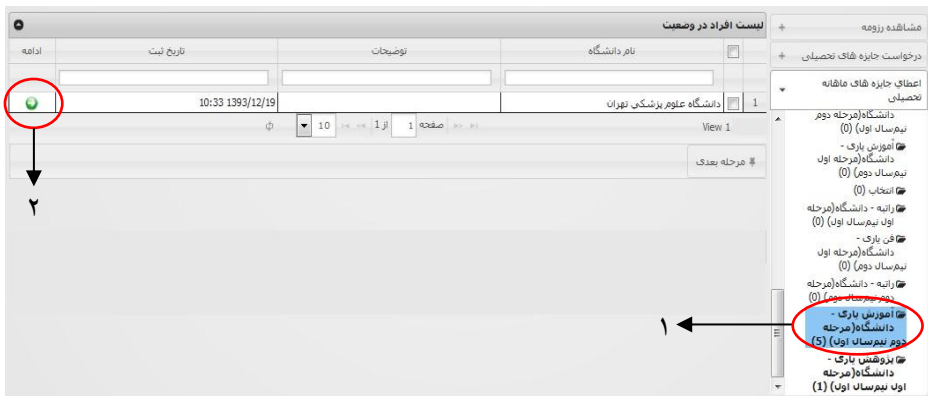 مشاهده رزومه
درخواست جایزه های تحصیلی
اعطاي جایزه های ماهانه
تحصیلی
دانشگاه(مرحله دوم
نیمسال اول) (0)
آموزش یاری -
دانشگاه(مرحله اول
نیمسال دوم) (0)
انتخاب (0)
راتبه - دانشگاه(مرحله
اول نیمسال اول) (0)
فن یاری -
دانشگاه(مرحله اول
نیمسال دوم) (0)
راتبه - دانشگاه(مرحله
دوم نیمسال دوم) (0)
آموزش یاری -
دانشگاه(مرحله
دوم نیمسال اول) (5)
پژوهش یاری -
دانشگاه(مرحله
اول نیمسال اول) (1)
لیست افراد در وضعیت
نام دانشگاه توضیحات تاریخ ثبت ادامه
1 دانشگاه علوم پزشکي تهران 1393/12/19 10:33
View 1 صفحه 1 از 1 10
مرحله بعدی
۱
۲